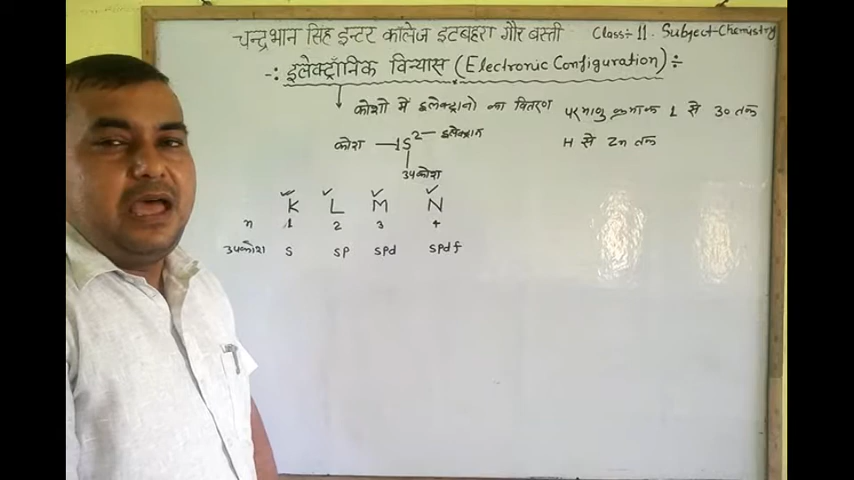 चन्द्रभान सिंह इन्टर कालेज इटबहरा गौर बस्ती Class÷ 11. Subject-Chemistry
-: इलेक्ट्रॉनिक विन्यास (Electronic Configuration) ÷
कोशो में इलेक्ट्रानो का वितरण परमाणु क्रमांक 1 से 30 तक
कोश 1S² इलेक्ट्रान H से Zn तक
उपकोश
K L M N
n 1 2 3 4
उपकोश S SP SPd SPdf